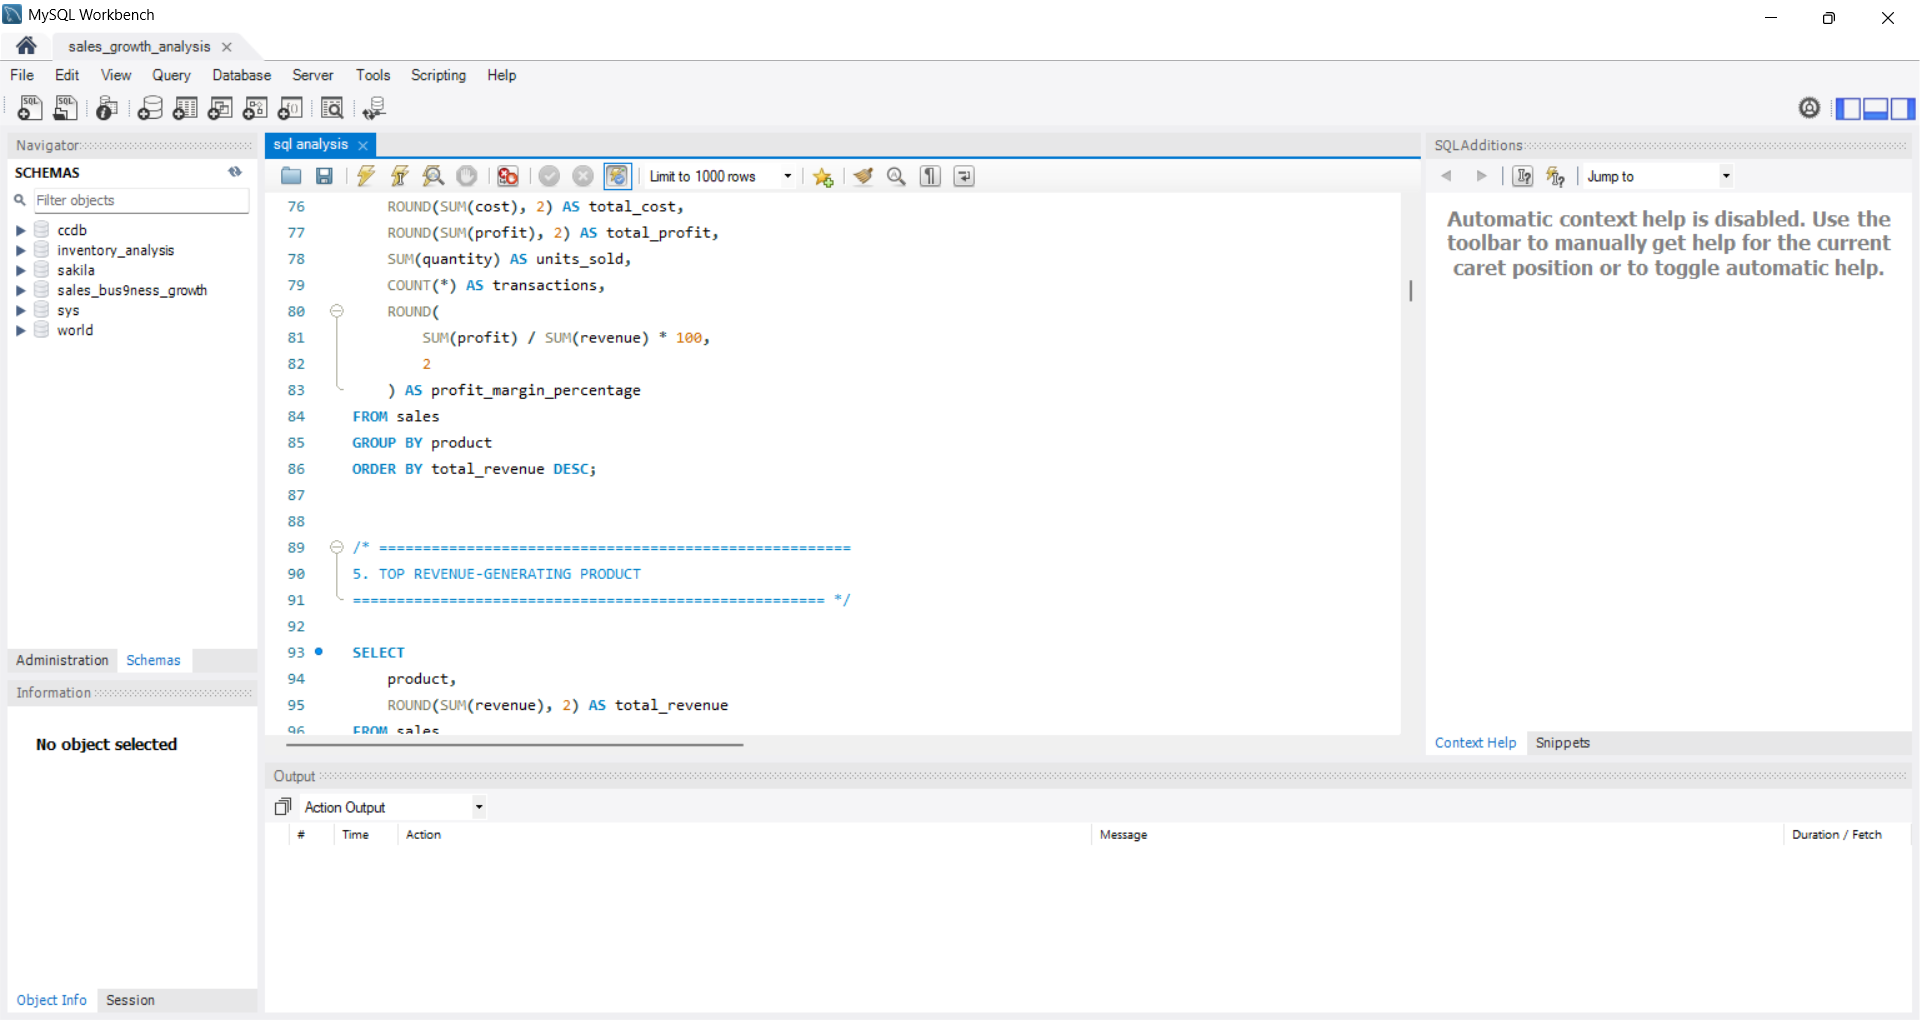 MySQL Workbench
sales_growth_analysis
File Edit View Query Database Server Tools Scripting Help
Navigator
SCHEMAS
Filter objects
ccdb
inventory_analysis
sakila
sales_bus9ness_growth
sys
world
Administration Schemas
Information
No object selected
Object Info Session
sql analysis
Limit to 1000 rows
76 ROUND(SUM(cost), 2) AS total_cost,
77 ROUND(SUM(profit), 2) AS total_profit,
78 SUM(quantity) AS units_sold,
79 COUNT(*) AS transactions,
80 ROUND(
81 SUM(profit) / SUM(revenue) * 100,
82 2
83 ) AS profit_margin_percentage
84 FROM sales
85 GROUP BY product
86 ORDER BY total_revenue DESC;
87
88
89 /* ======================================================
90 5. TOP REVENUE-GENERATING PRODUCT
91 ====================================================== */
92
93 SELECT
94 product,
95 ROUND(SUM(revenue), 2) AS total_revenue
96 FROM sales
SQLAdditions
Jump to
Automatic context help is disabled. Use the
toolbar to manually get help for the current
caret position or to toggle automatic help.
Context Help Snippets
Output
Action Output
# Time Action Message Duration / Fetch